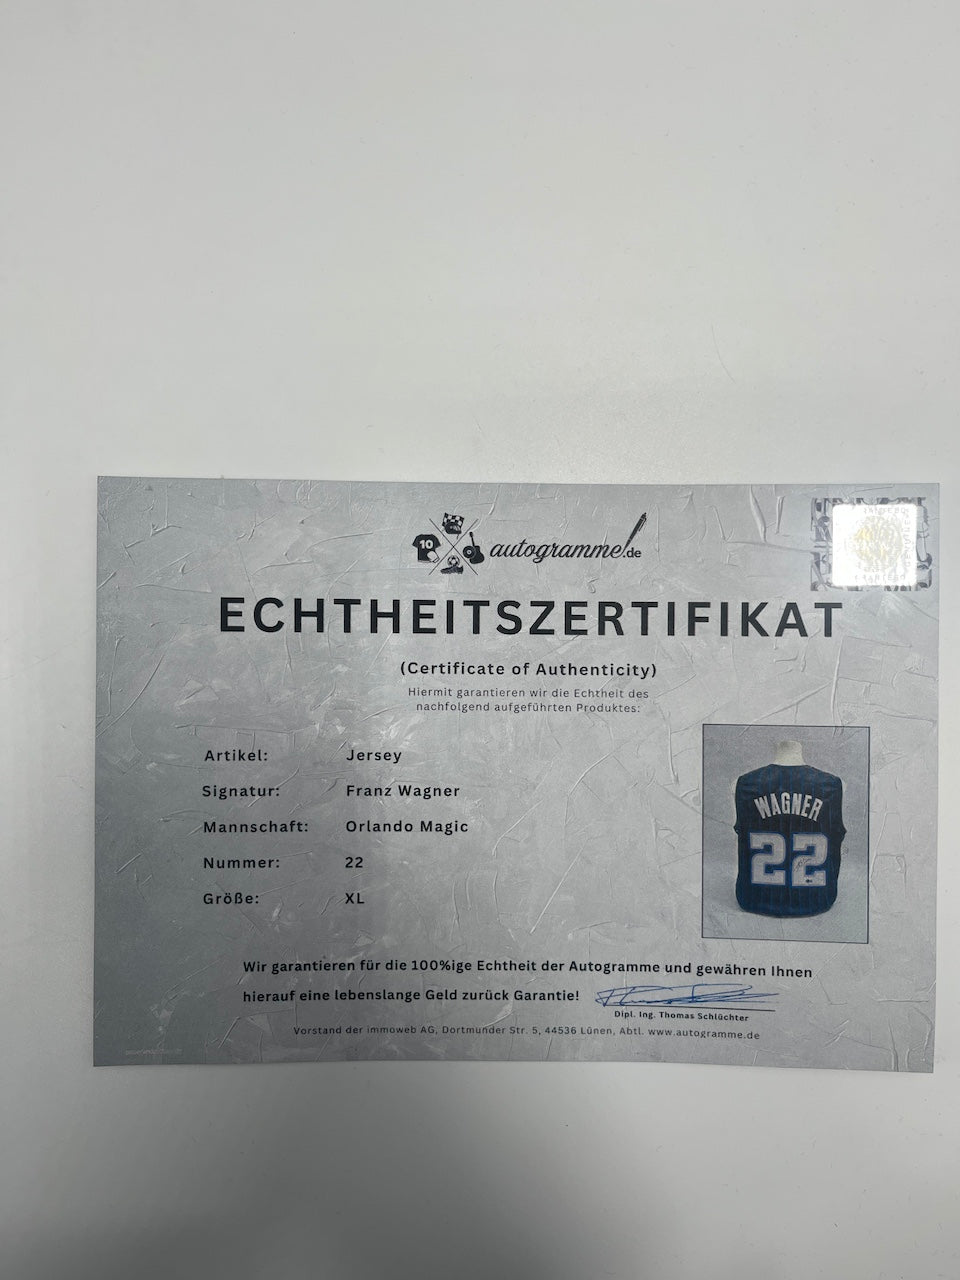 10
autogramme.de
ECHTHEITSZERTIFIKAT
(Certificate of Authenticity)
Hiermit garantieren wir die Echtheit des
nachfolgend aufgeführten Produktes:
Artikel: Jersey
Signatur: Franz Wagner
Mannschaft: Orlando Magic
Nummer: 22
Größe: XL
WAGNER
22
Wir garantieren für die 100%ige Echtheit der Autogramme und gewähren Ihnen
hierauf eine lebenslange Geld zurück Garantie!
Dipl. Ing. Thomas Schlüchter
Vorstand der immoweb AG, Dortmunder Str. 5, 44536 Lünen, Abtl. www.autogramme.de